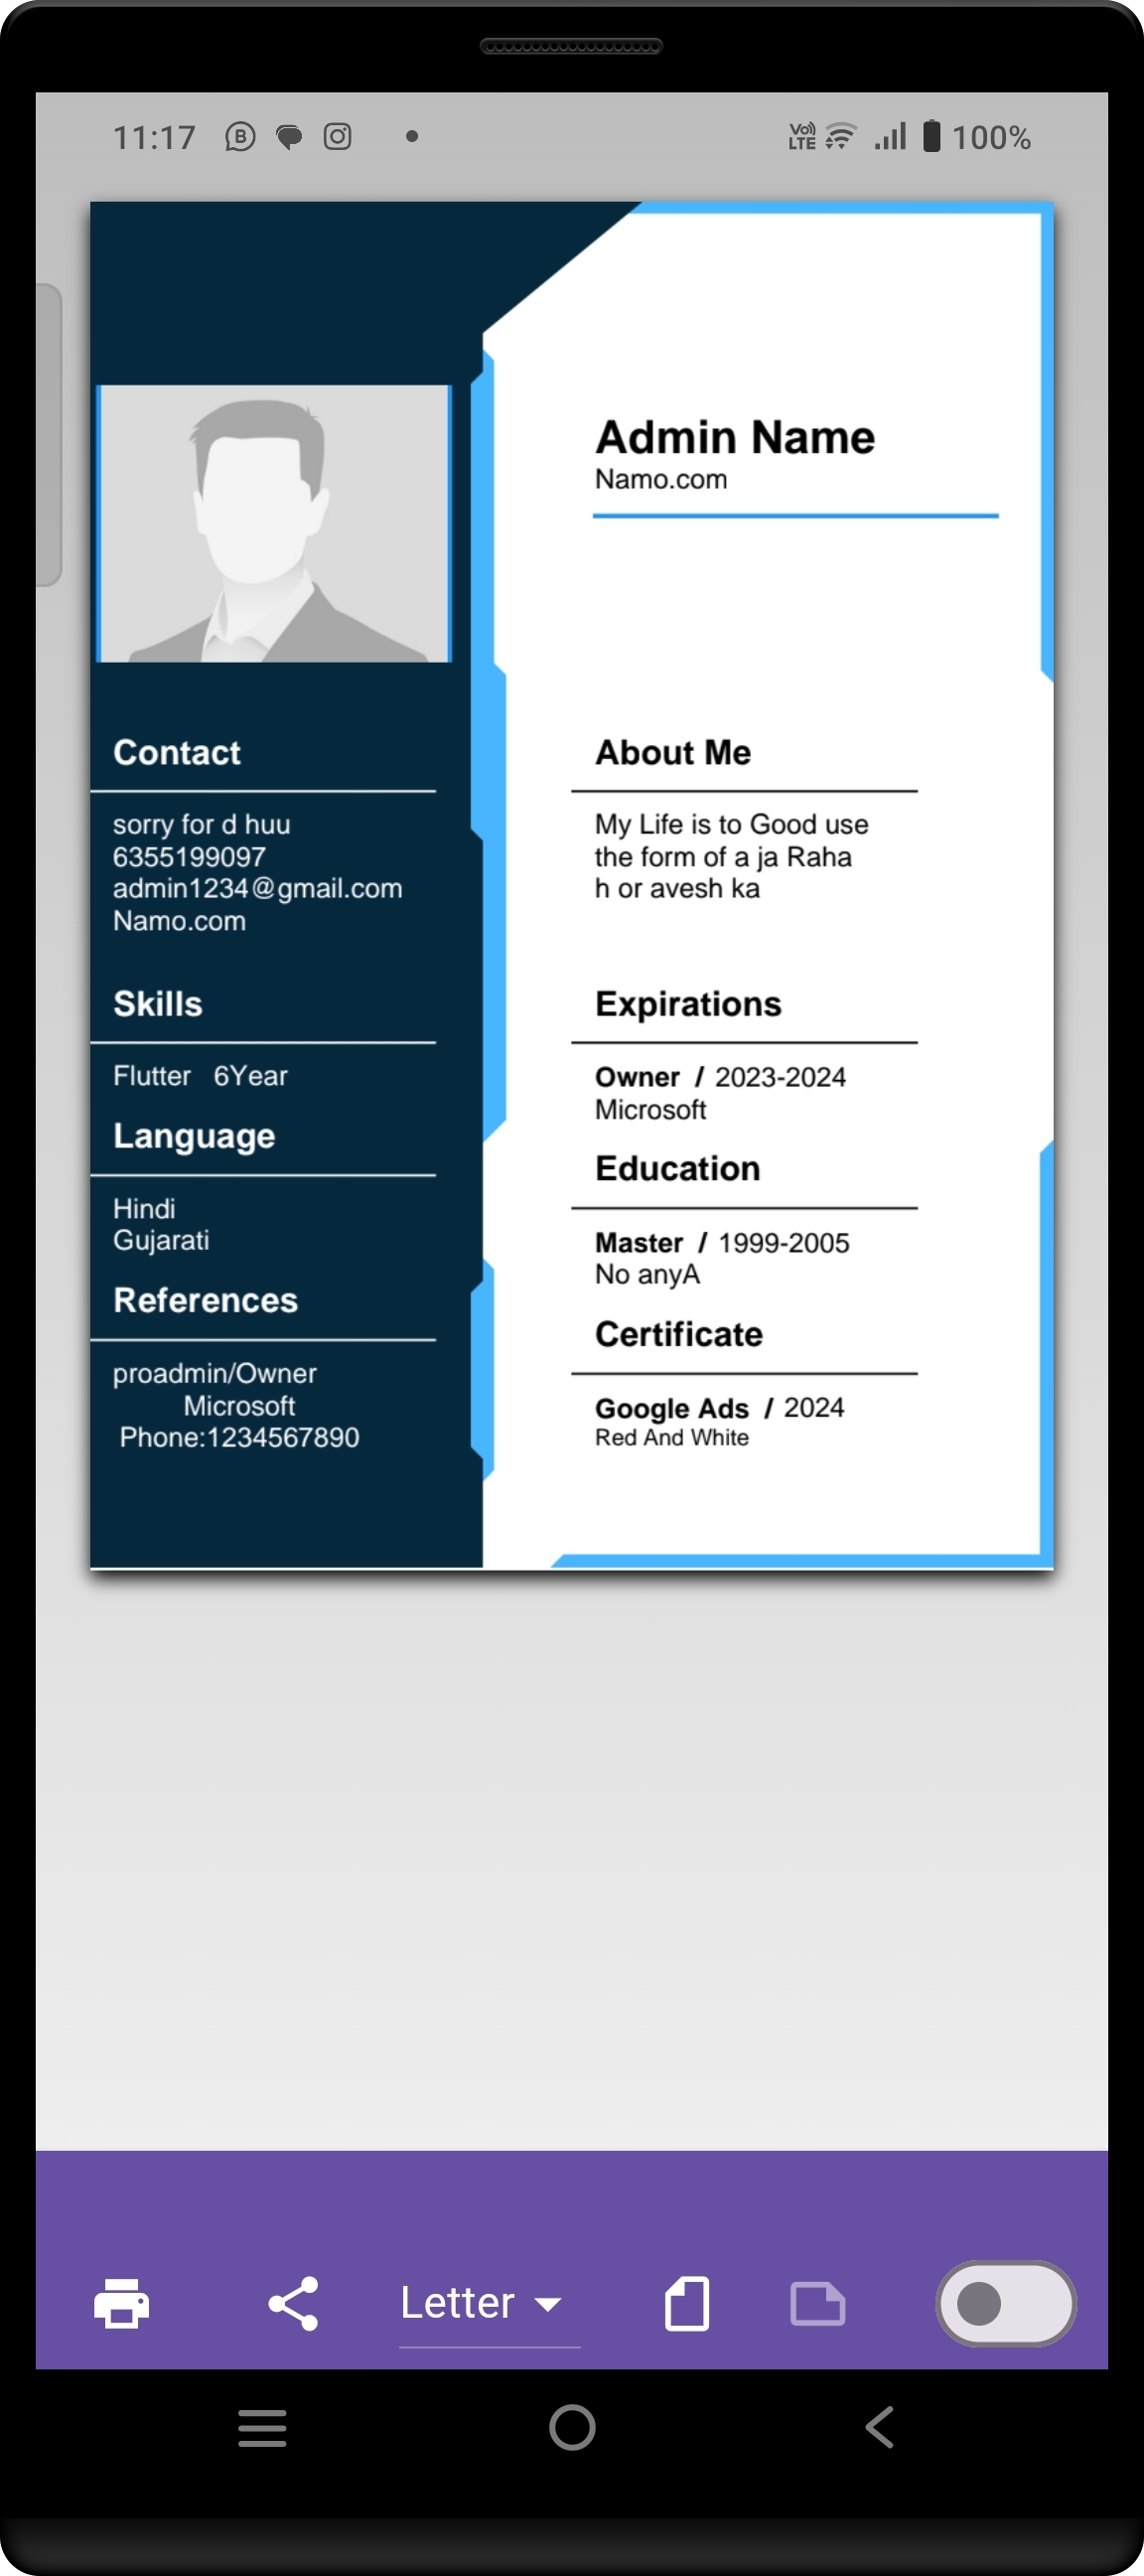 11:17
Vo)) LTE
100%
Admin Name
Namo.com
Contact
sorry for d huu
6355199097
admin1234@gmail.com
Namo.com
Skills
Flutter 6Year
Language
Hindi
Gujarati
References
proadmin/Owner
Microsoft
Phone:1234567890
About Me
My Life is to Good use
the form of a ja Raha
h or avesh ka
Expirations
Owner / 2023-2024
Microsoft
Education
Master / 1999-2005
No anyA
Certificate
Google Ads / 2024
Red And White
Letter